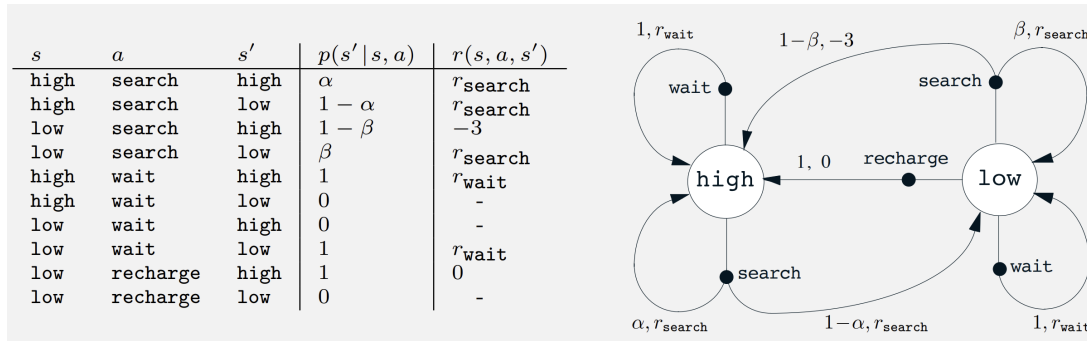 s a s′ p(s′|s, a) r(s, a, s′)
high search high α r_search
high search low 1 − α r_search
low search high 1 − β −3
low search low β r_search
high wait high 1 r_wait
high wait low 0 -
low wait high 0 -
low wait low 1 r_wait
low recharge high 1 0
low recharge low 0 -
1, r_wait
1−β, −3
β, r_search
wait
search
1, 0
recharge
high
low
search
wait
α, r_search
1−α, r_search
1, r_wait